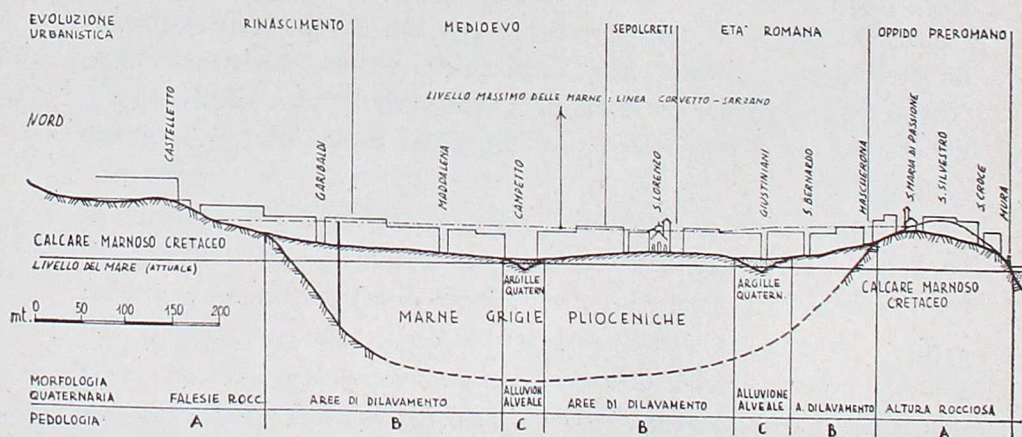 EVOLUZIONE
URBANISTICA
RINASCIMENTO
MEDIOEVO
SEPOLCRETI
ETA' ROMANA
OPPIDO PREROMANO
LIVELLO MASSIMO DELLE MARNE : LINEA CORVETTO - SARZANO
NORD
CASTELLETTO
GARIBALDI
MADDALENA
CAMPETTO
S. LORENZO
GIUSTINIANI
S. BERNARDO
MASCHERONA
S. MARIA DI PASSIONE
S. SILVESTRO
S. CROCE
MURA
CALCARE MARNOSO CRETACEO
LIVELLO DEL MARE (ATTUALE)
mt. 0 50 100 150 200
ARGILLE
QUATERN.
ARGILLE
QUATERN.
CALCARE MARNOSO
CRETACEO
MARNE GRIGIE PLIOCENICHE
MORFOLOGIA
QUATERNARIA
FALESIE ROCC.
AREE DI DILAVAMENTO
ALLUVION
ALVEALE
AREE DI DILAVAMENTO
ALLUVIONE
ALVEALE
A. DILAVAMENTO
ALTURA ROCCIOSA
PEDOLOGIA: A B C B C B A